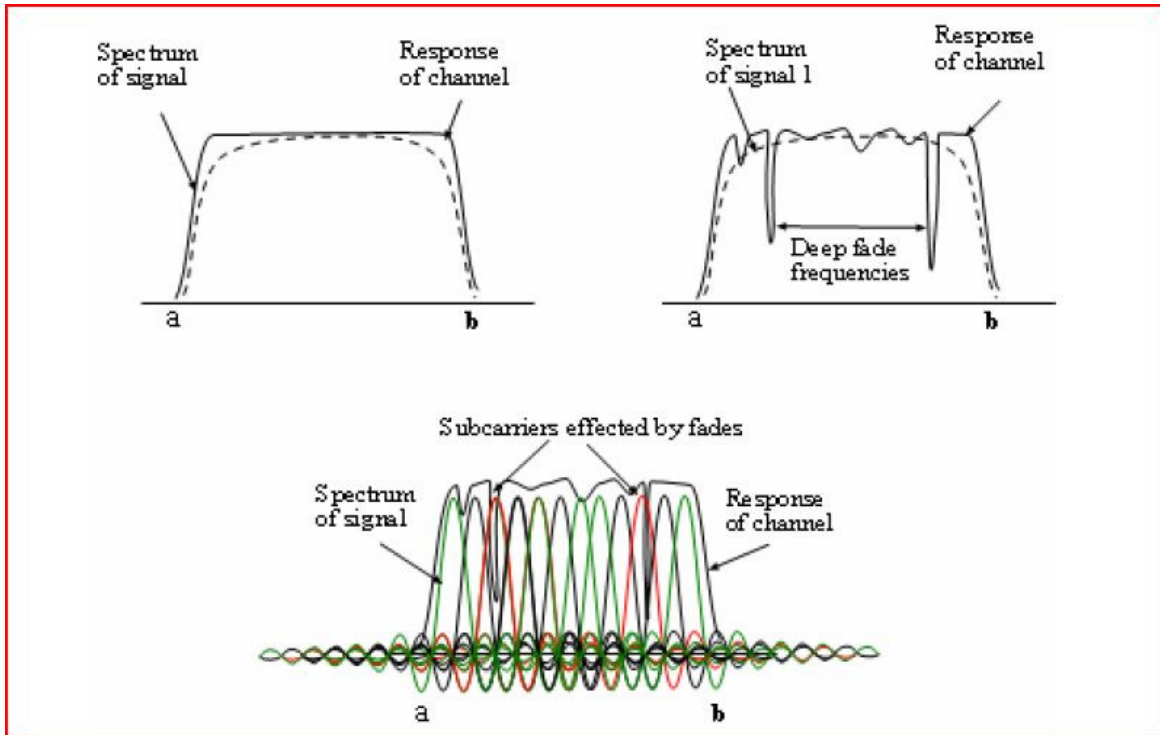 Spectrum
of signal
Response
of channel
a
b
Spectrum
of signal 1
Response
of channel
Deep fade
frequencies
a
b
Subcarriers effected by fades
Spectrum
of signal
Response
of channel
a
b